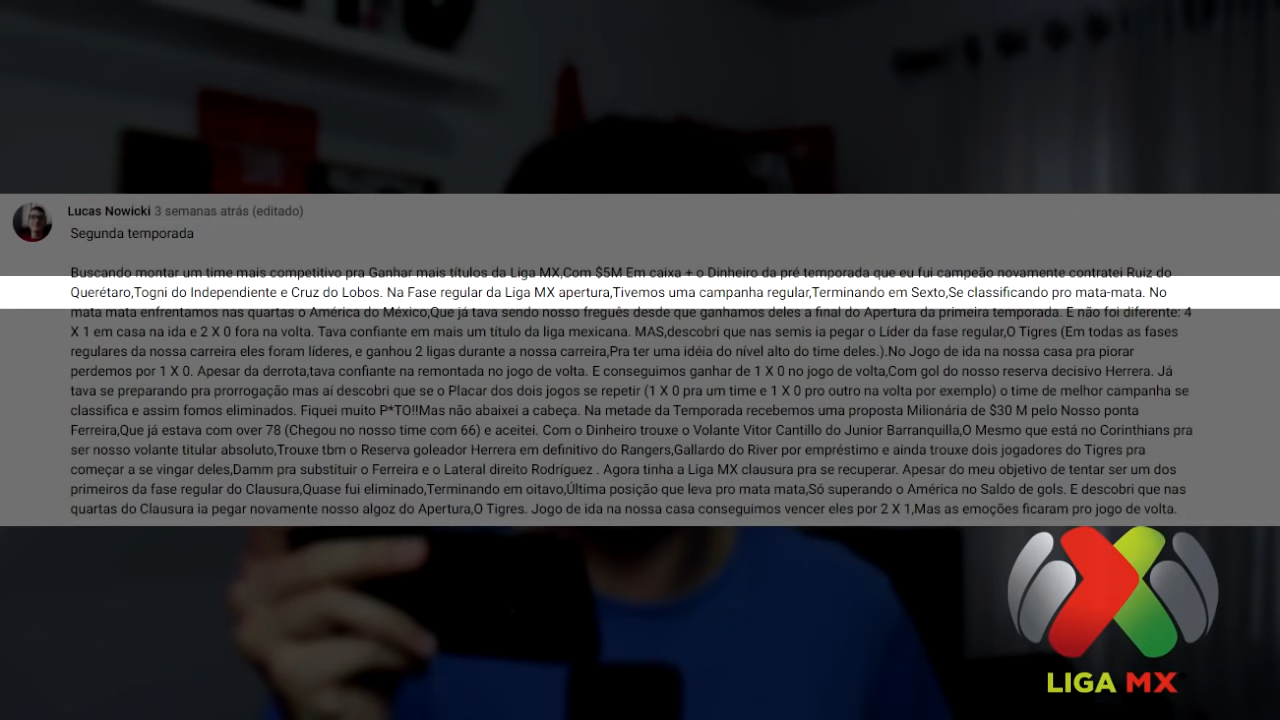 Lucas Nowicki 3 semanas atrás (editado)
Segunda temporada
Buscando montar um time mais competitivo pra Ganhar mais títulos da Liga MX,Com $5M Em caixa + o Dinheiro da pré temporada que eu fui campeão novamente contratei Ruiz do
Querétaro,Togni do Independiente e Cruz do Lobos. Na Fase regular da Liga MX apertura,Tivemos uma campanha regular,Terminando em Sexto,Se classificando pro mata-mata. No
mata mata enfrentamos nas quartas o América do México,Que já tava sendo nosso freguês desde que ganhamos deles a final do Apertura da primeira temporada. E não foi diferente: 4
X 1 em casa na ida e 2 X 0 fora na volta. Tava confiante em mais um título da liga mexicana. MAS,descobri que nas semis ia pegar o Líder da fase regular,O Tigres (Em todas as fases
regulares da nossa carreira eles foram líderes, e ganhou 2 ligas durante a nossa carreira,Pra ter uma idéia do nível alto do time deles.).No Jogo de ida na nossa casa pra piorar
perdemos por 1 X 0. Apesar da derrota,tava confiante na remontada no jogo de volta. E conseguimos ganhar de 1 X 0 no jogo de volta,Com gol do nosso reserva decisivo Herrera. Já
tava se preparando pra prorrogação mas aí descobri que se o Placar dos dois jogos se repetir (1 X 0 pra um time e 1 X 0 pro outro na volta por exemplo) o time de melhor campanha se
classifica e assim fomos eliminados. Fiquei muito P*TO!!Mas não abaixei a cabeça. Na metade da Temporada recebemos uma proposta Milionária de $30 M pelo Nosso ponta
Ferreira,Que já estava com over 78 (Chegou no nosso time com 66) e aceitei. Com o Dinheiro trouxe o Volante Vitor Cantillo do Junior Barranquilla,O Mesmo que está no Corinthians pra
ser nosso volante titular absoluto,Trouxe tbm o Reserva goleador Herrera em definitivo do Rangers,Gallardo do River por empréstimo e ainda trouxe dois jogadores do Tigres pra
começar a se vingar deles,Damm pra substituir o Ferreira e o Lateral direito Rodríguez . Agora tinha a Liga MX clausura pra se recuperar. Apesar do meu objetivo de tentar ser um dos
primeiros da fase regular do Clausura,Quase fui eliminado,Terminando em oitavo,Última posição que leva pro mata mata,Só superando o América no Saldo de gols. E descobri que nas
quartas do Clausura ia pegar novamente nosso algoz do Apertura,O Tigres. Jogo de ida na nossa casa conseguimos vencer eles por 2 X 1,Mas as emoções ficaram pro jogo de volta.
LIGA MX